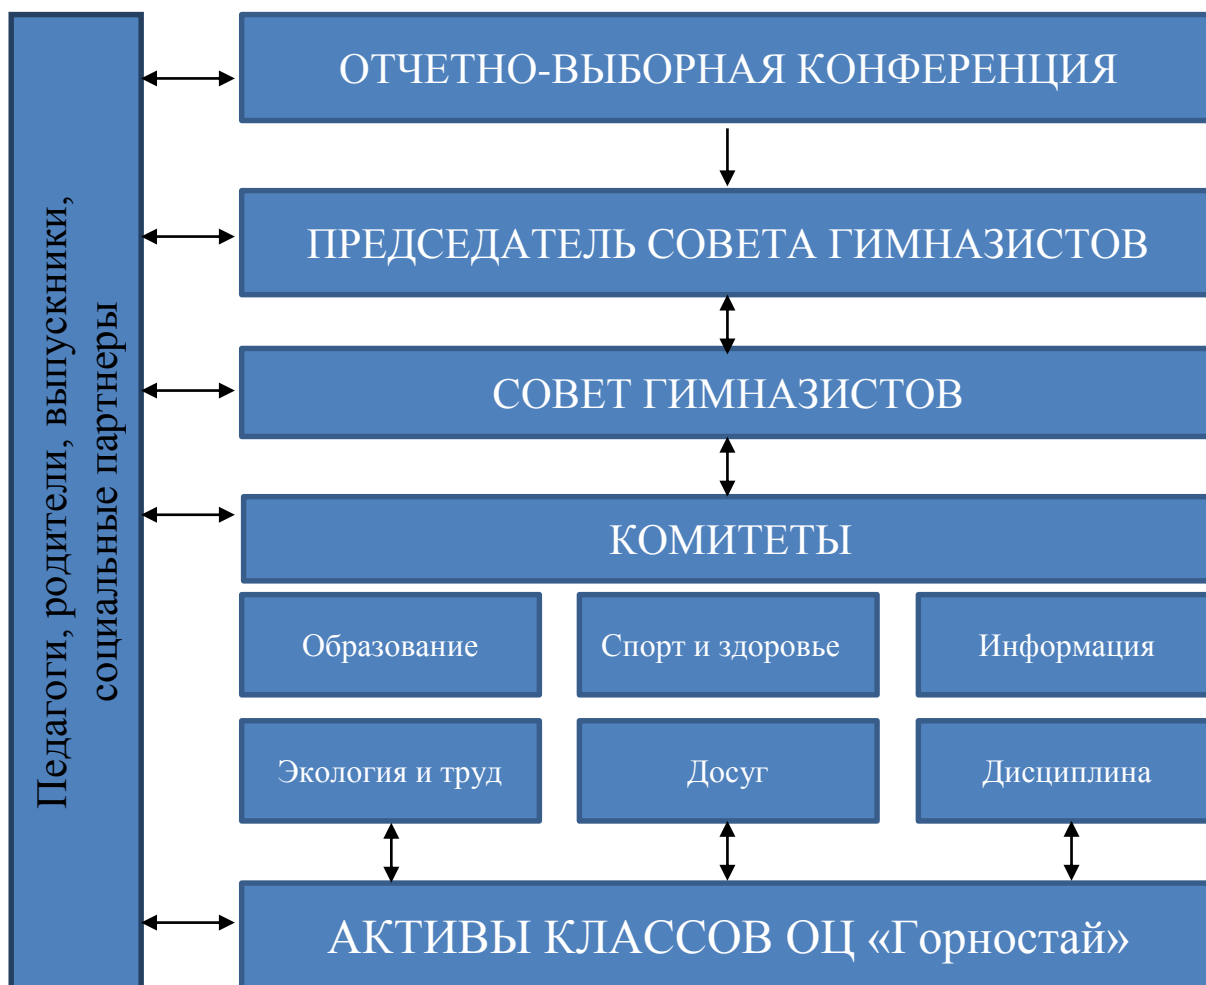 Педагоги, родители, выпускники,
социальные партнеры
ОТЧЕТНО-ВЫБОРНАЯ КОНФЕРЕНЦИЯ
ПРЕДСЕДАТЕЛЬ СОВЕТА ГИМНАЗИСТОВ
СОВЕТ ГИМНАЗИСТОВ
КОМИТЕТЫ
Образование
Спорт и здоровье
Информация
Экология и труд
Досуг
Дисциплина
АКТИВЫ КЛАССОВ ОЦ «Горностай»